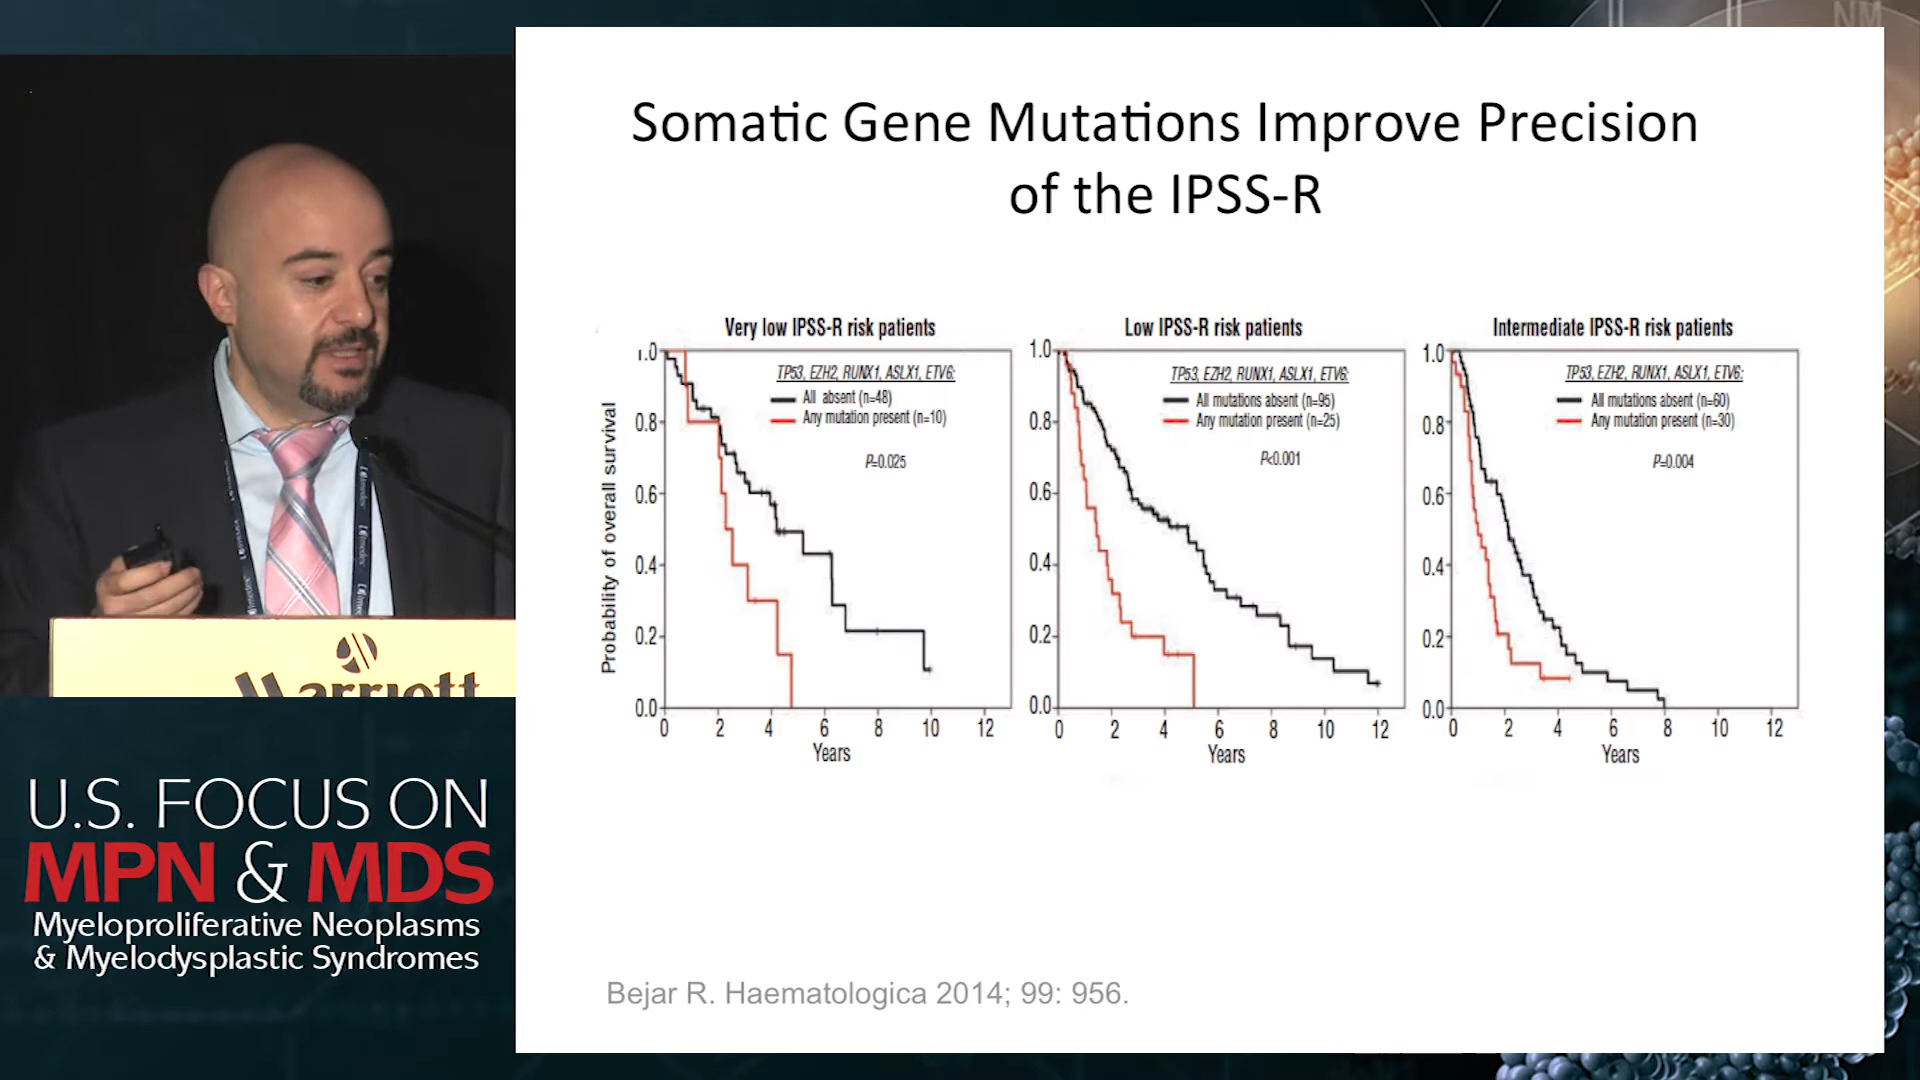 NM
Somatic Gene Mutations Improve Precision
of the IPSS-R
Very low IPSS-R risk patients
Low IPSS-R risk patients
Intermediate IPSS-R risk patients
Probability of overall survival
1.0
0.8
0.6
0.4
0.2
0.0
0 2 4 6 8 10 12
Years
TP53, EZH2, RUNX1, ASLX1, ETV6:
All absent (n=48)
Any mutation present (n=10)
P=0.025
1.0
0.8
0.6
0.4
0.2
0.0
0 2 4 6 8 10 12
Years
TP53, EZH2, RUNX1, ASLX1, ETV6:
All mutations absent (n=95)
Any mutation present (n=25)
P<0.001
1.0
0.8
0.6
0.4
0.2
0.0
0 2 4 6 8 10 12
Years
TP53, EZH2, RUNX1, ASLX1, ETV6:
All mutations absent (n=60)
Any mutation present (n=30)
P=0.004
Bejar R. Haematologica 2014; 99: 956.
Marriott
U.S. FOCUS ON
MPN & MDS
Myeloproliferative Neoplasms
& Myelodysplastic Syndromes